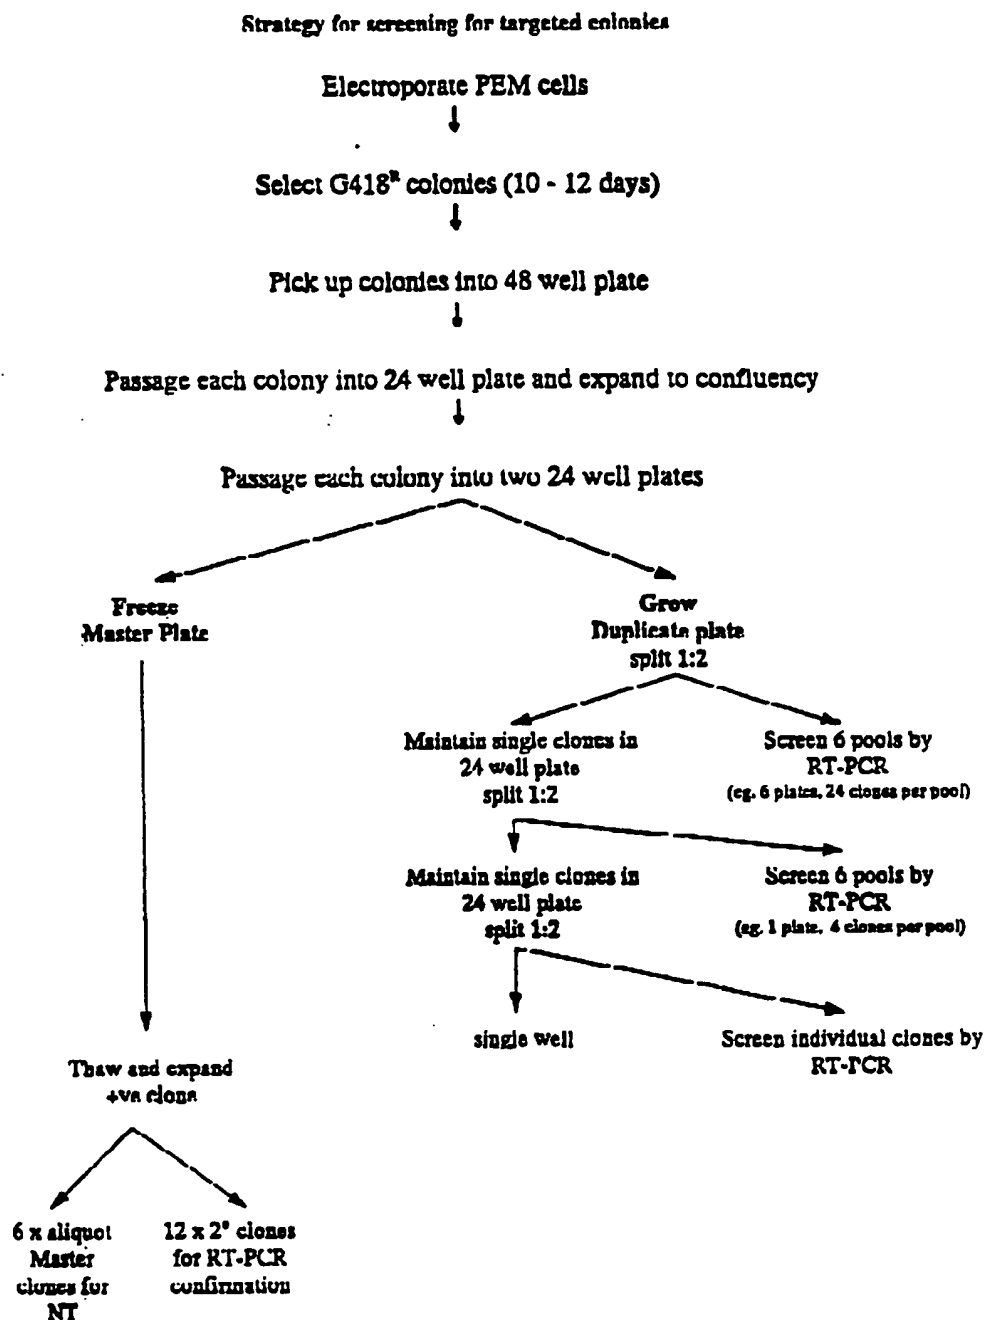 Strategy for screening for targeted colonies
Electroporate PEM cells
Select G418ᴿ colonies (10 - 12 days)
Pick up colonies into 48 well plate
Passage each colony into 24 well plate and expand to confluency
Passage each colony into two 24 well plates
Freeze
Master Plate
Grow
Duplicate plate
split 1:2
Maintain single clones in
24 well plate
split 1:2
Screen 6 pools by
RT-PCR
(eg. 6 plates, 24 clones per pool)
Maintain single clones in
24 well plate
split 1:2
Screen 6 pools by
RT-PCR
(eg. 1 plate, 4 clones per pool)
single well
Screen individual clones by
RT-PCR
Thaw and expand
+ve clone
6 x aliquot
Master
clones for
NT
12 x 2° clones
for RT-PCR
confirmation